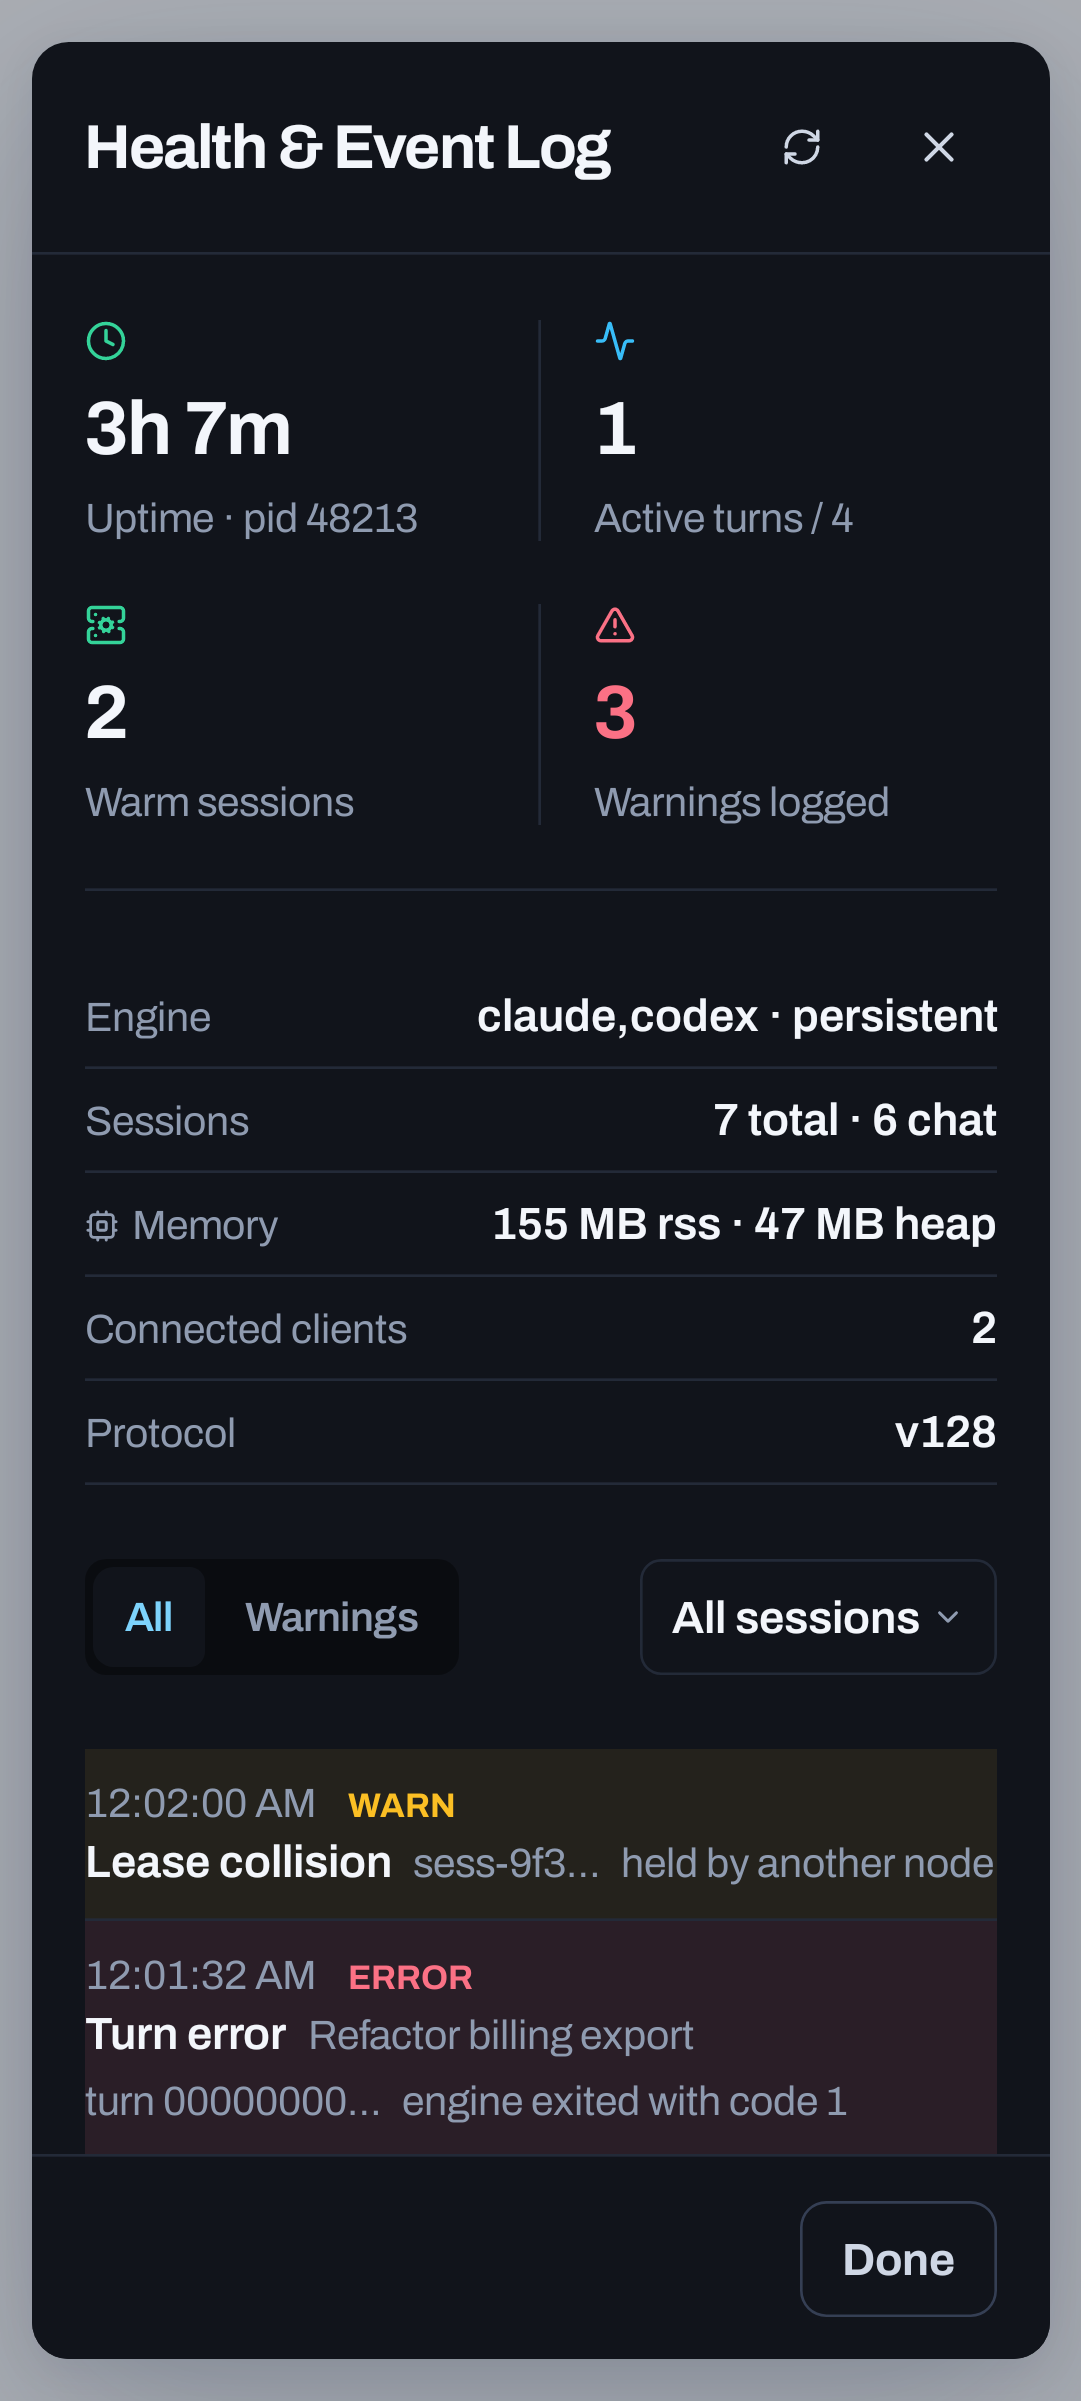 Health & Event Log
3h 7m
Uptime · pid 48213
1
Active turns / 4
2
Warm sessions
3
Warnings logged
Engine claude,codex · persistent
Sessions 7 total · 6 chat
Memory 155 MB rss · 47 MB heap
Connected clients 2
Protocol v128
All Warnings All sessions
12:02:00 AM WARN
Lease collision sess-9f3... held by another node
12:01:32 AM ERROR
Turn error Refactor billing export
turn 00000000... engine exited with code 1
Done